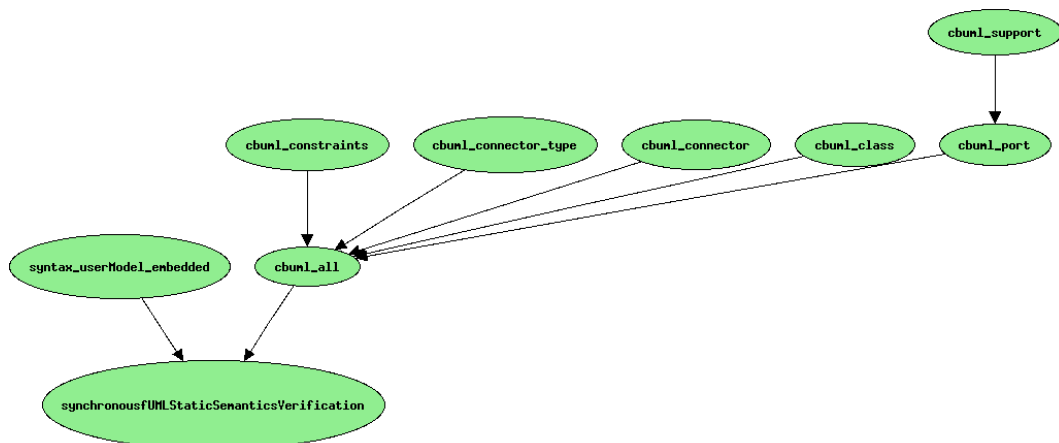 cbuml_support
cbuml_constraints
cbuml_connector_type
cbuml_connector
cbuml_class
cbuml_port
syntax_userModel_embedded
cbuml_all
synchronousfUMLStaticSemanticsVerification